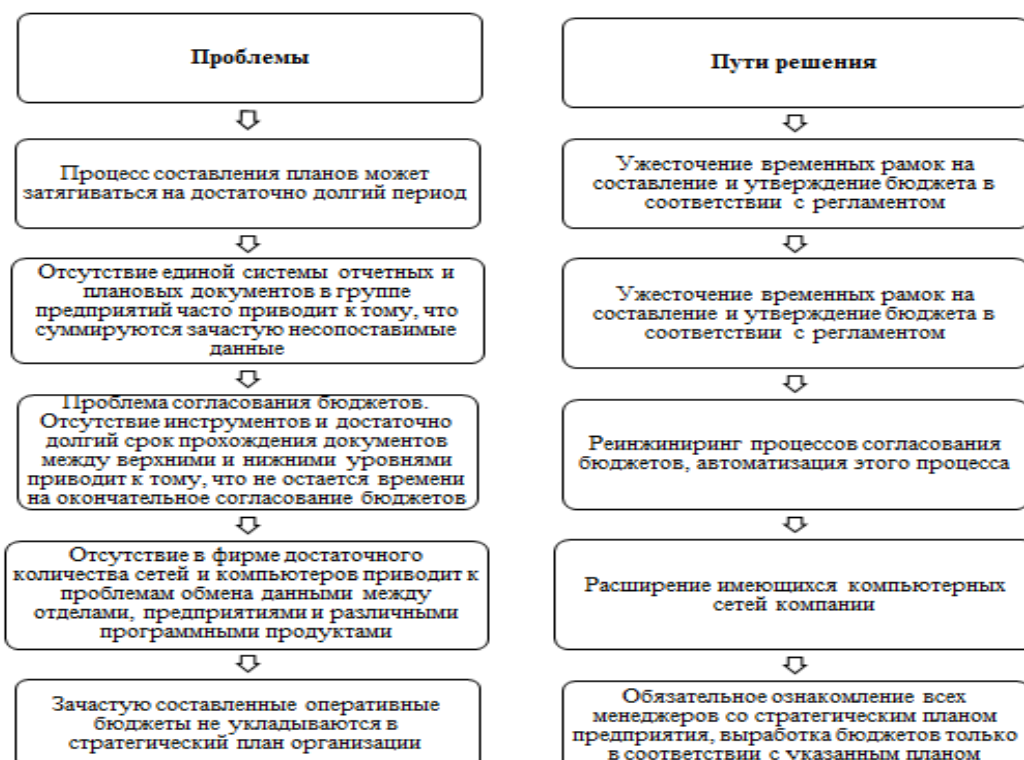 Проблемы
Процесс составления планов может
затягиваться на достаточно долгий период
Отсутствие единой системы отчетных и
плановых документов в группе
предприятий часто приводит к тому, что
суммируются зачастую несопоставимые
данные
Проблема согласования бюджетов.
Отсутствие инструментов и достаточно
долгий срок прохождения документов
между верхними и нижними уровнями
приводит к тому, что не остается времени
на окончательное согласование бюджетов
Отсутствие в фирме достаточного
количества сетей и компьютеров приводит к
проблемам обмена данными между
отделами, предприятиями и различными
программными продуктами
Зачастую составленные оперативные
бюджеты не укладываются в
стратегический план организации
Пути решения
Ужесточение временных рамок на
составление и утверждение бюджета в
соответствии с регламентом
Ужесточение временных рамок на
составление и утверждение бюджета в
соответствии с регламентом
Реинжиниринг процессов согласования
бюджетов, автоматизация этого процесса
Расширение имеющихся компьютерных
сетей компании
Обязательное ознакомление всех
менеджеров со стратегическим планом
предприятия, выработка бюджетов только
в соответствии с указанным планом